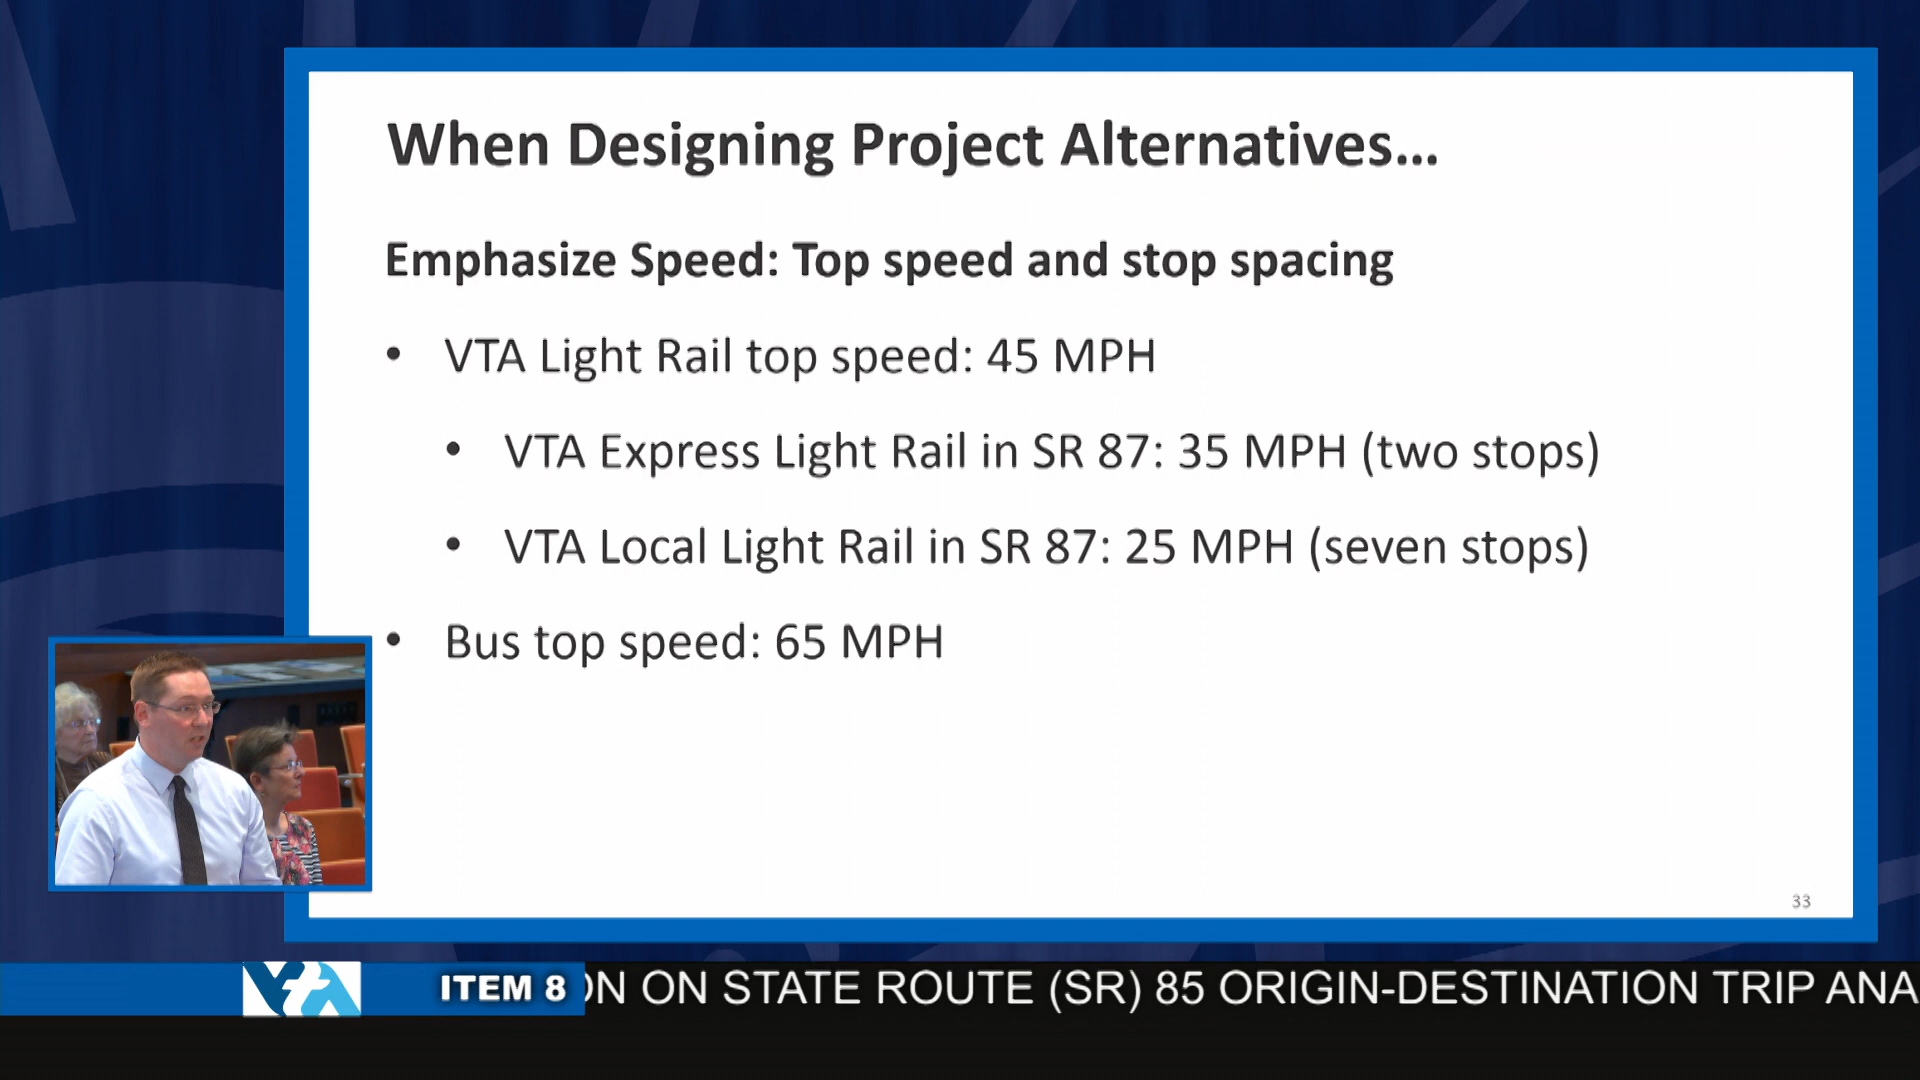 When Designing Project Alternatives...
Emphasize Speed: Top speed and stop spacing
• VTA Light Rail top speed: 45 MPH
• VTA Express Light Rail in SR 87: 35 MPH (two stops)
• VTA Local Light Rail in SR 87: 25 MPH (seven stops)
• Bus top speed: 65 MPH
33
VTA
ITEM 8
ON ON STATE ROUTE (SR) 85 ORIGIN-DESTINATION TRIP ANA